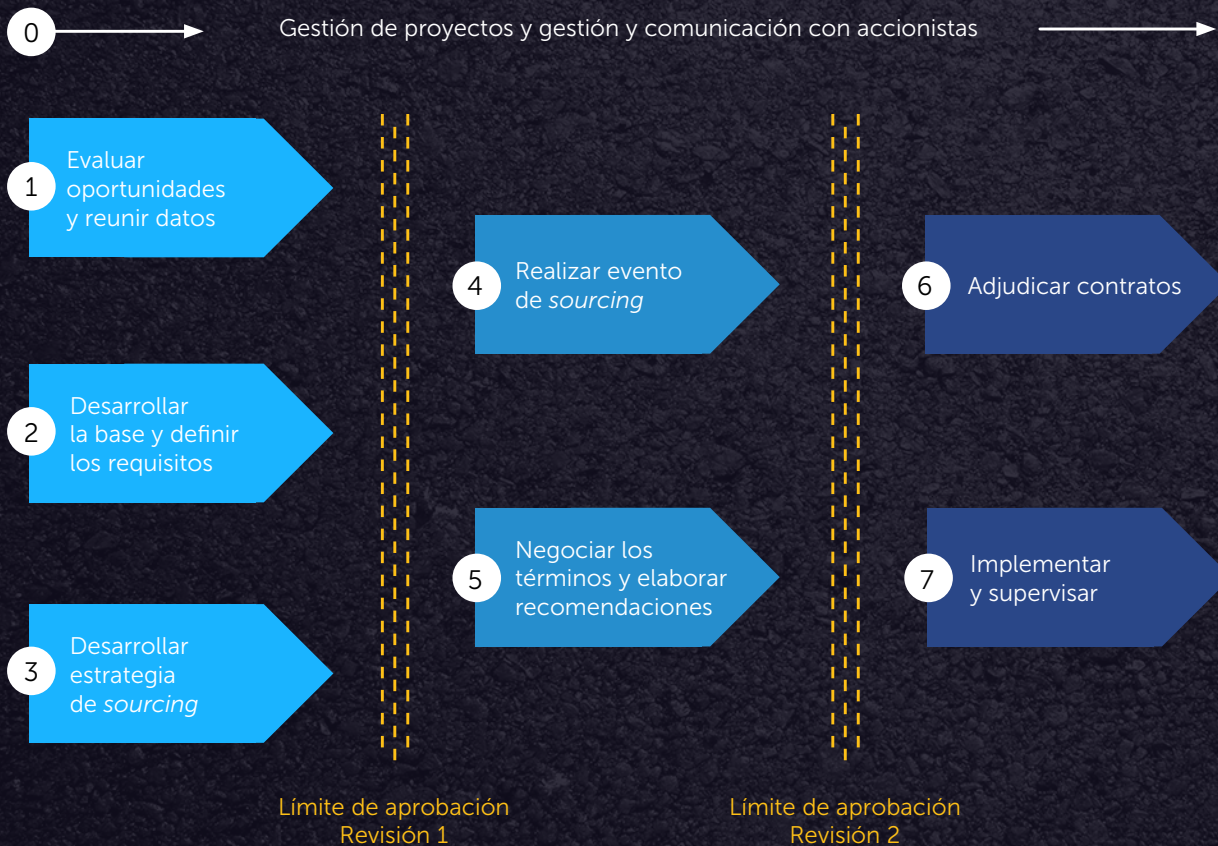 0
Gestión de proyectos y gestión y comunicación con accionistas
1
Evaluar
oportunidades
y reunir datos
2
Desarrollar
la base y definir
los requisitos
3
Desarrollar
estrategia
de sourcing
Límite de aprobación
Revisión 1
4
Realizar evento
de sourcing
5
Negociar los
términos y elaborar
recomendaciones
Límite de aprobación
Revisión 2
6
Adjudicar contratos
7
Implementar
y supervisar